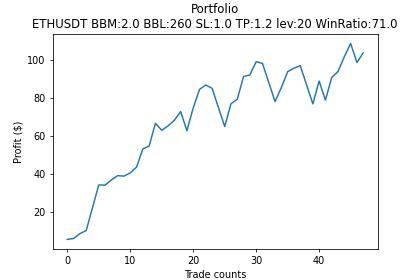 Portfolio
ETHUSDT BBM:2.0 BBL:260 SL:1.0 TP:1.2 lev:20 WinRatio:71.0
100
80
60
40
20
Profit ($)
0
10
20
30
40
Trade counts